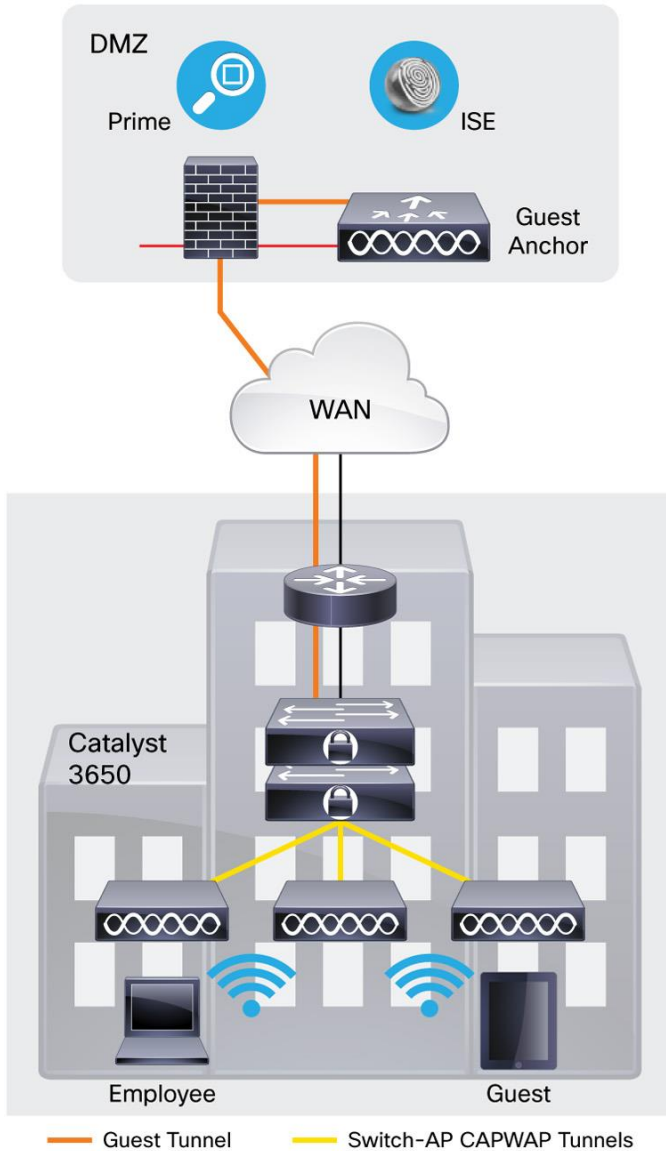 DMZ
Prime
ISE
Guest
Anchor
WAN
Catalyst
3650
Employee
Guest
Guest Tunnel
Switch-AP CAPWAP Tunnels